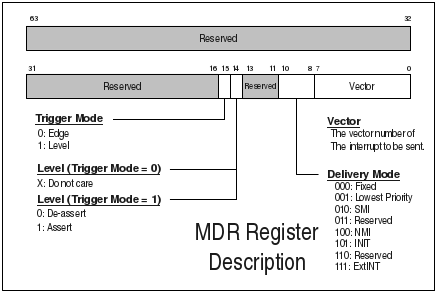 63 32
Reserved
31 16 15 14 13 11 10 8 7 0
Reserved Reserved Vector
Trigger Mode
0: Edge
1: Level
Level (Trigger Mode = 0)
X: Do not care
Level (Trigger Mode = 1)
0: De-assert
1: Assert
Vector
The vector number of
The interrupt to be sent.
Delivery Mode
000: Fixed
001: Lowest Priority
010: SMI
011: Reserved
100: NMI
101: INIT
110: Reserved
111: ExtINT
MDR Register
Description